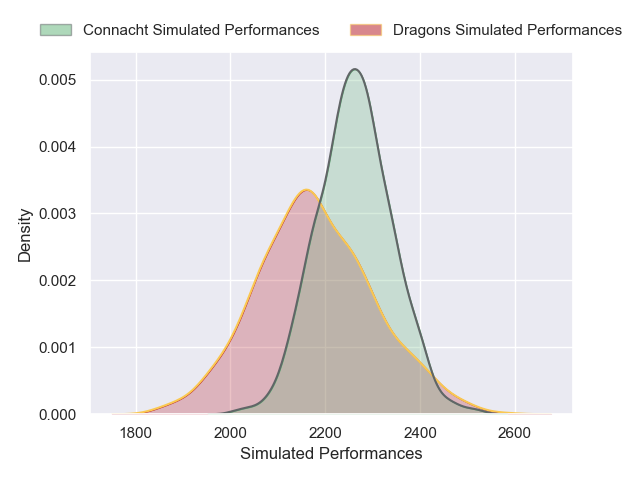 Connacht Simulated Performances
Dragons Simulated Performances
0.005
0.004
0.003
0.002
0.001
0.000
Density
1800
2000
2200
2400
2600
Simulated Performances